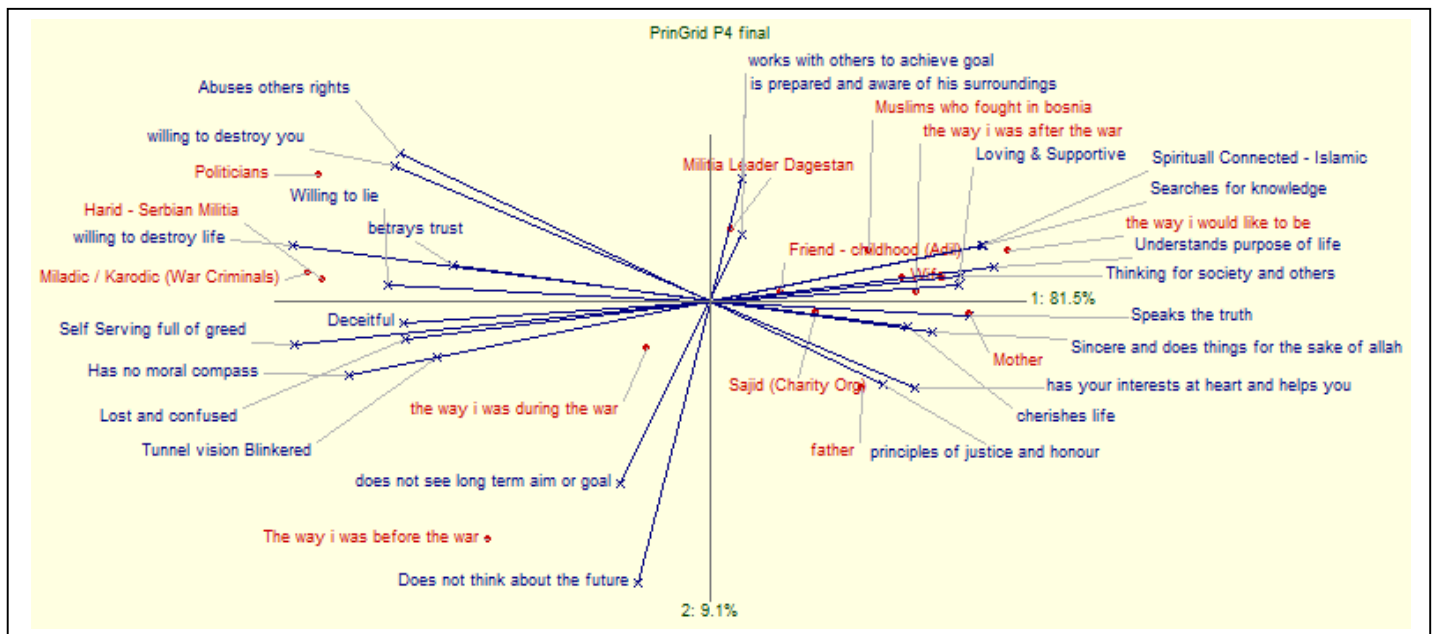 PrinGrid P4 final
works with others to achieve goal
Abuses others rights
is prepared and aware of his surroundings
Muslims who fought in bosnia
willing to destroy you
the way i was after the war
Loving & Supportive
Spirituall Connected - Islamic
Politicians
Militia Leader Dagestan
Willing to lie
Searches for knowledge
Harid - Serbian Militia
betrays trust
the way i would like to be
willing to destroy life
Friend - childhood (Adil)
Understands purpose of life
Miladic / Karodic (War Criminals)
Wife
Thinking for society and others
1: 81.5%
Self Serving full of greed
Deceitful
Speaks the truth
Sincere and does things for the sake of allah
Has no moral compass
Mother
Sajid (Charity Org)
has your interests at heart and helps you
Lost and confused
the way i was during the war
cherishes life
Tunnel vision Blinkered
father
principles of justice and honour
does not see long term aim or goal
The way i was before the war
Does not think about the future
2: 9.1%